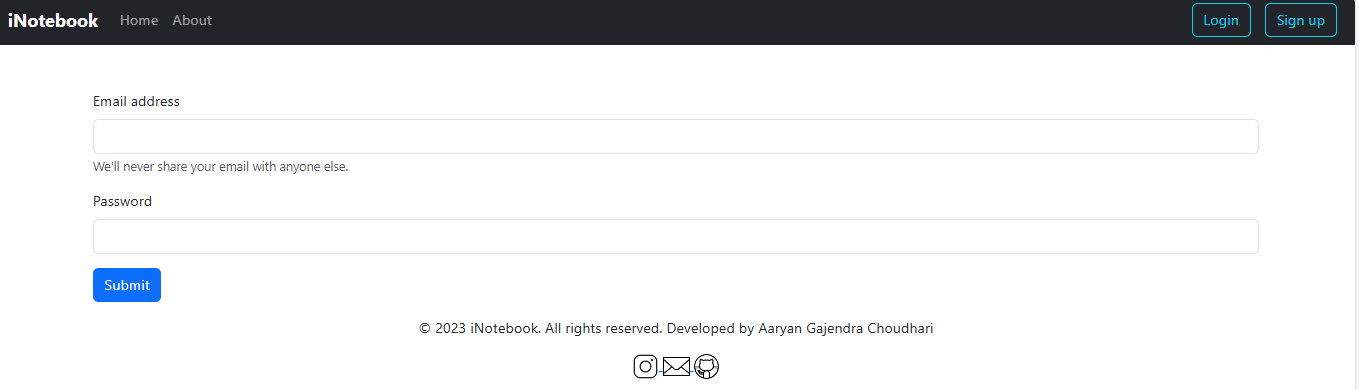 iNotebook Home About Login Sign up
Email address
We'll never share your email with anyone else.
Password
Submit
© 2023 iNotebook. All rights reserved. Developed by Aaryan Gajendra Choudhari